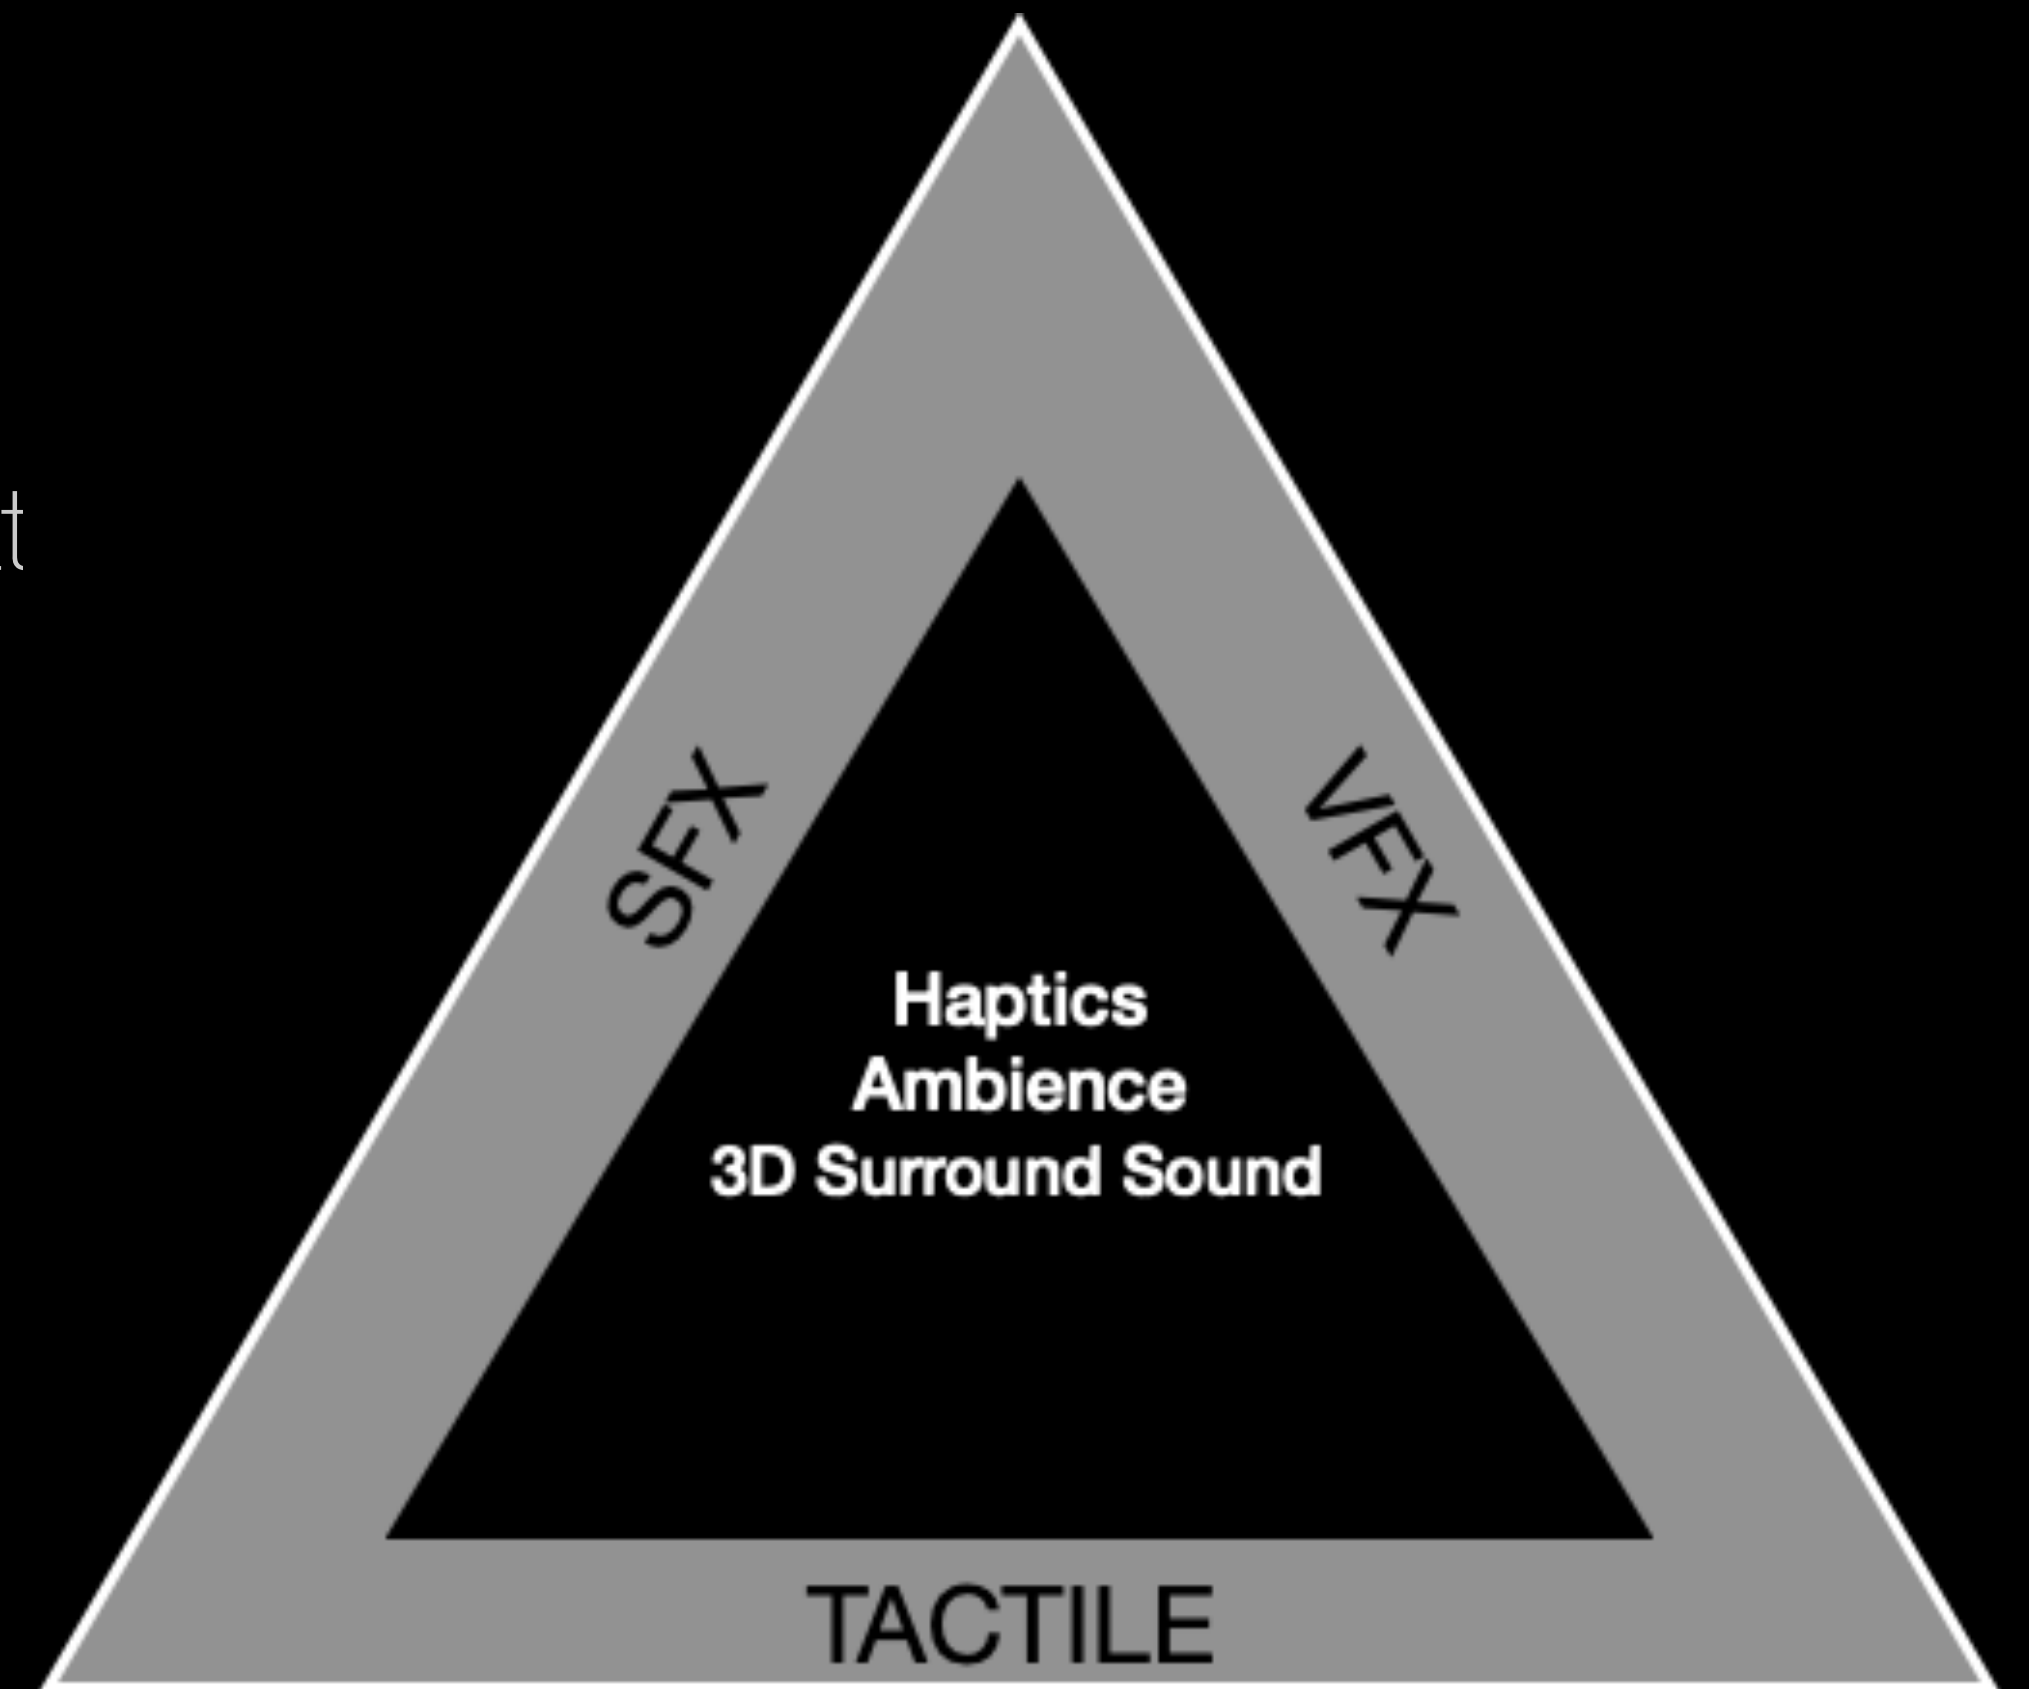 SFX
VFX
Haptics
Ambience
3D Surround Sound
TACTILE